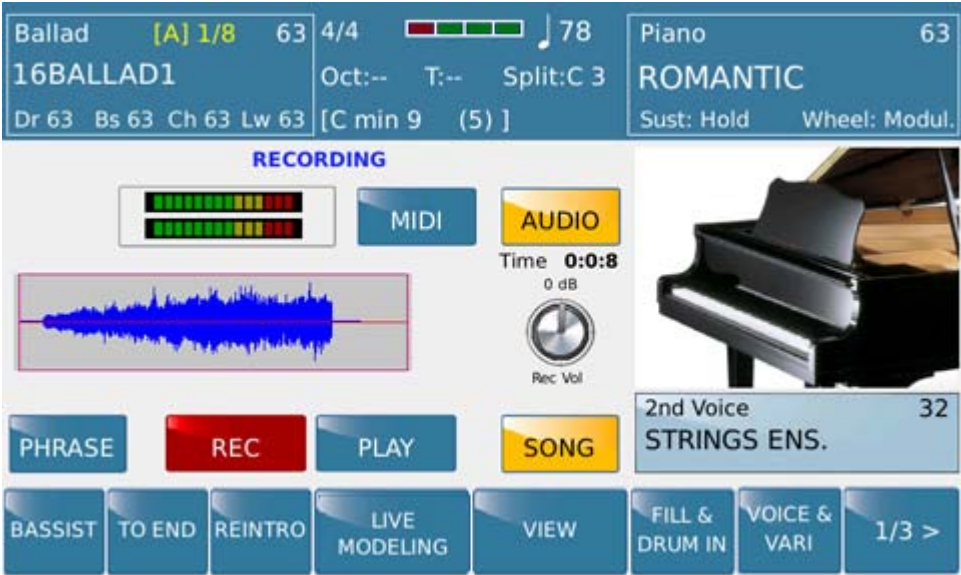 Ballad [A] 1/8 63
16BALLAD1
Dr 63 Bs 63 Ch 63 Lw 63
4/4 78
Oct:-- T:-- Split:C 3
[C min 9 (5) ]
Piano 63
ROMANTIC
Sust: Hold Wheel: Modul.
RECORDING
MIDI
AUDIO
Time 0:0:8
0 dB
Rec Vol
2nd Voice 32
STRINGS ENS.
PHRASE
REC
PLAY
SONG
BASSIST
TO END
REINTRO
LIVE
MODELING
VIEW
FILL &
DRUM IN
VOICE &
VARI
1/3 >